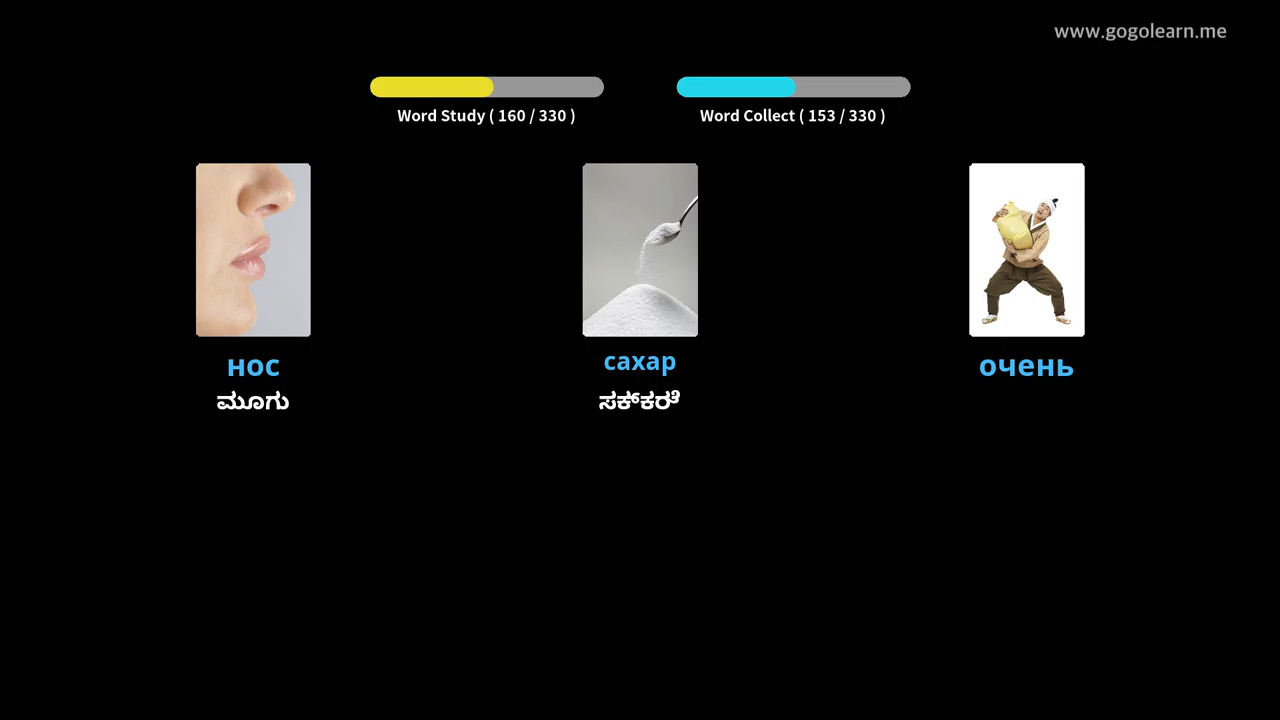 www.gogolearn.me
Word Study ( 160 / 330 )
Word Collect ( 153 / 330 )
нос
сахар
очень
ಮೂಗು
ಸಕ್ಕರೆ